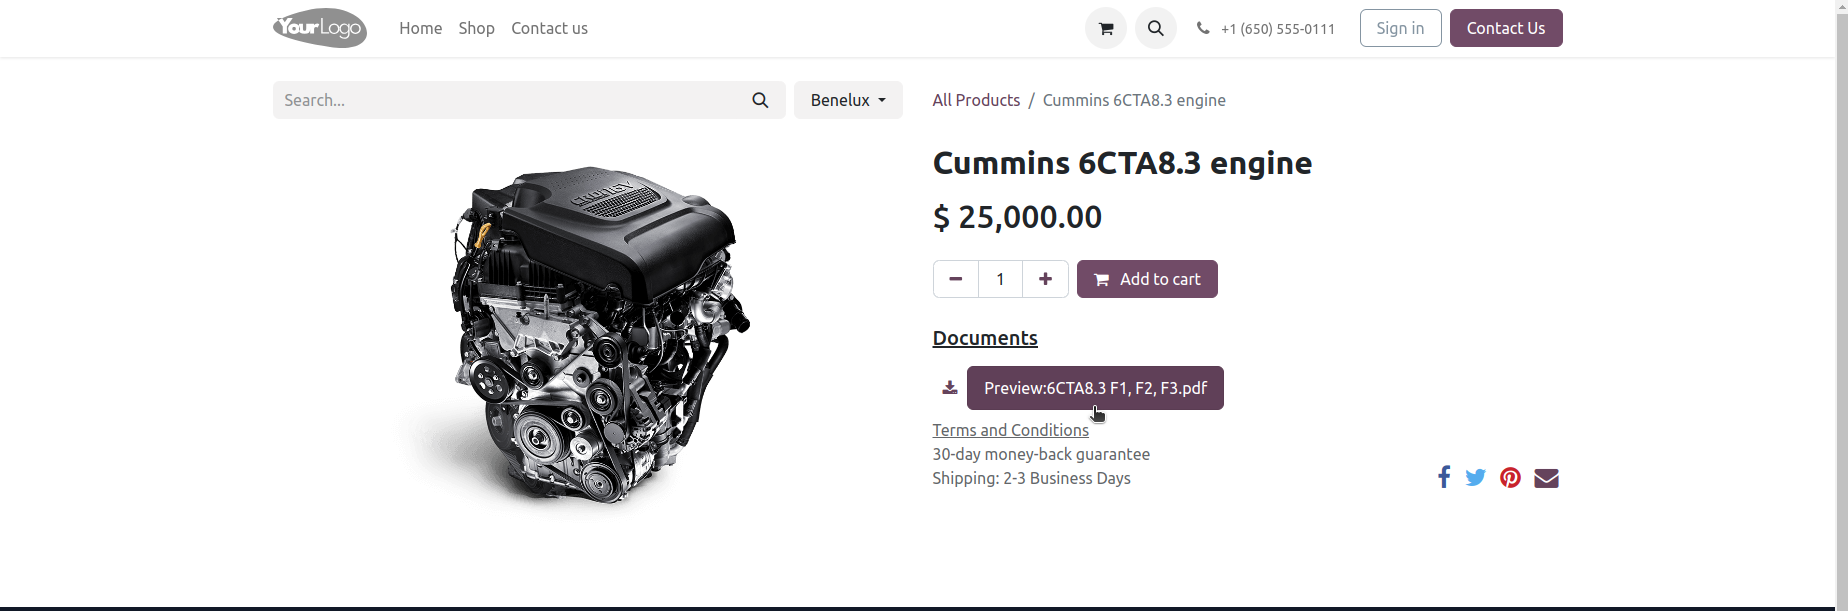 YourLogo Home Shop Contact us +1 (650) 555-0111 Sign in Contact Us
Search... Benelux All Products / Cummins 6CTA8.3 engine
Cummins 6CTA8.3 engine
$ 25,000.00
1 Add to cart
Documents
Preview:6CTA8.3 F1, F2, F3.pdf
Terms and Conditions
30-day money-back guarantee
Shipping: 2-3 Business Days